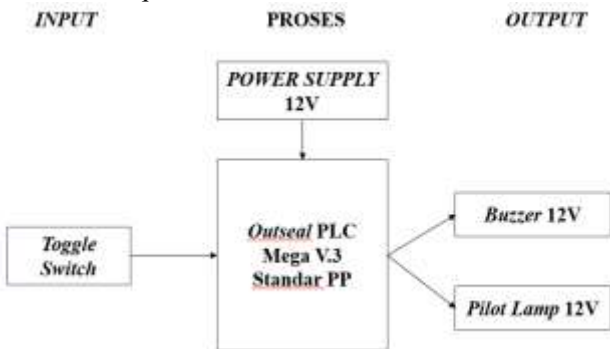 INPUT PROSES OUTPUT
POWER SUPPLY
12V
Toggle
Switch
Outseal PLC
Mega V.3
Standar PP
Buzzer 12V
Pilot Lamp 12V